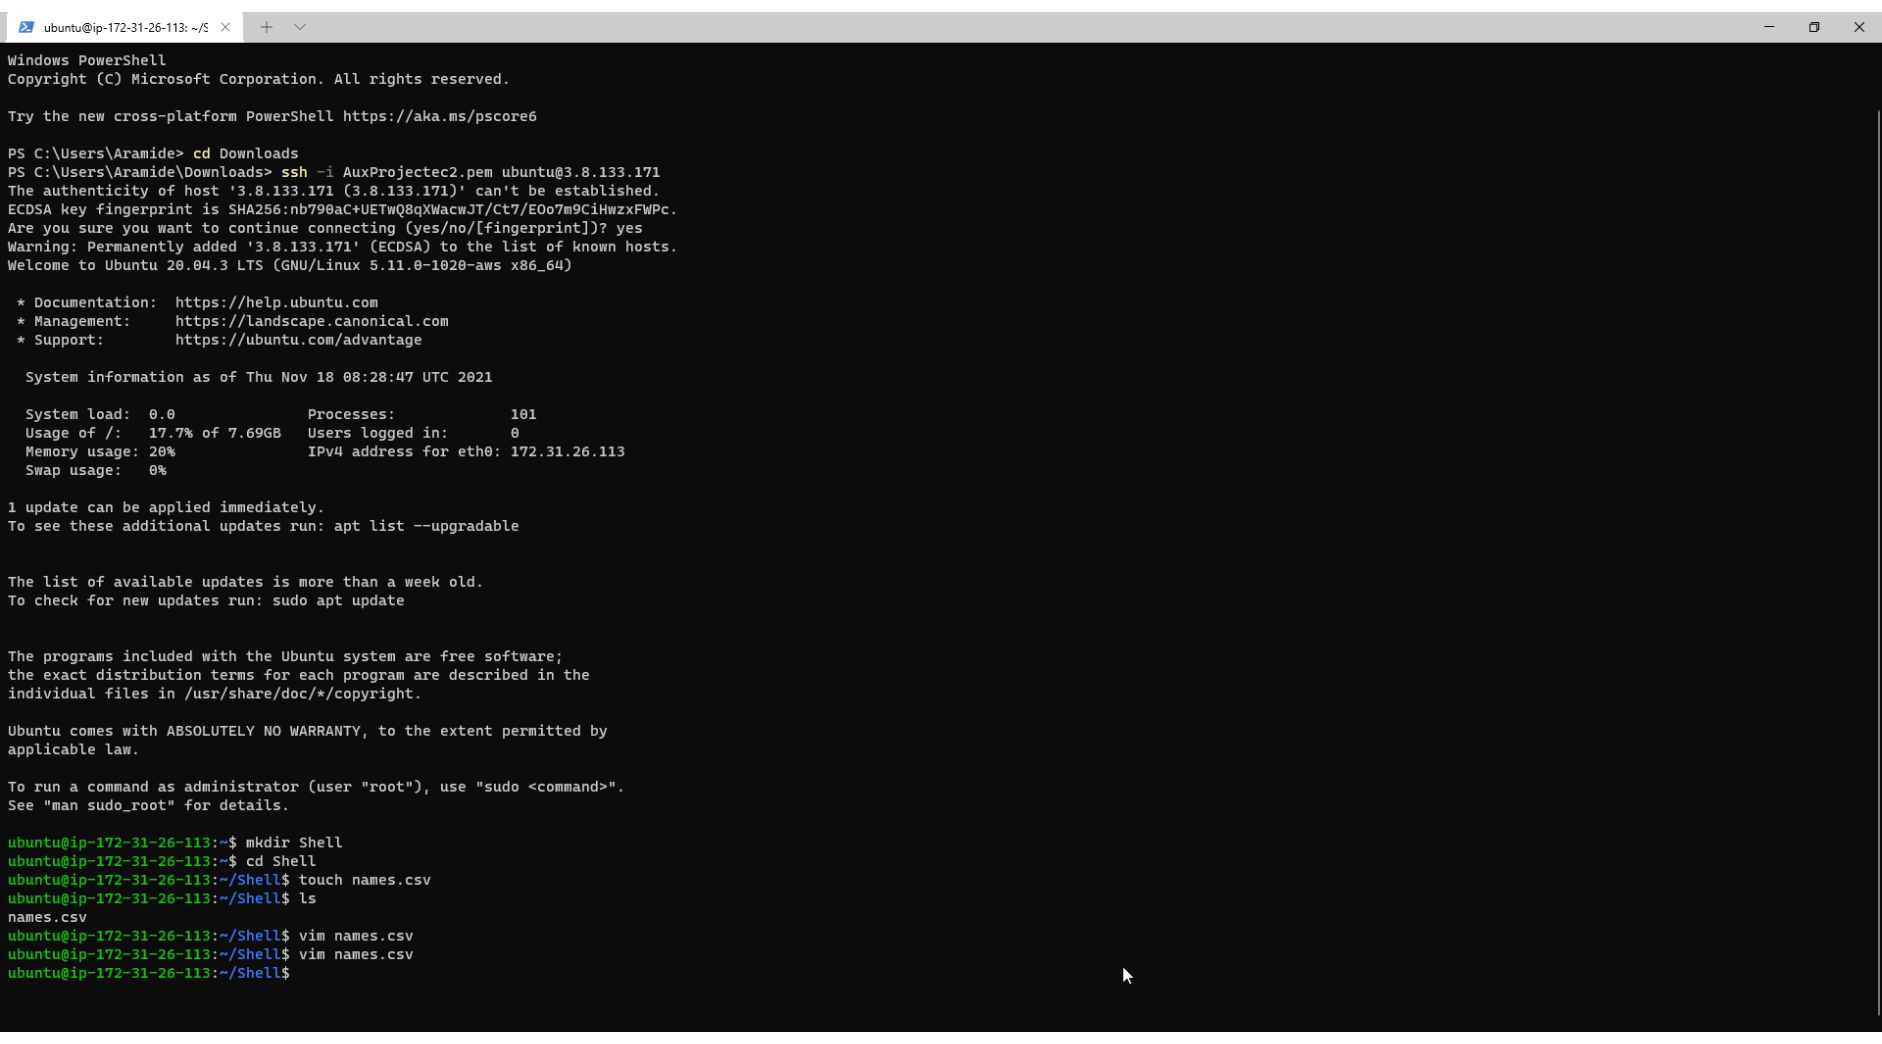 ubuntu@ip-172-31-26-113: ~/S
Windows PowerShell
Copyright (C) Microsoft Corporation. All rights reserved.
Try the new cross-platform PowerShell https://aka.ms/pscore6
PS C:\Users\Aramide> cd Downloads
PS C:\Users\Aramide\Downloads> ssh -i AuxProjectec2.pem ubuntu@3.8.133.171
The authenticity of host '3.8.133.171 (3.8.133.171)' can't be established.
ECDSA key fingerprint is SHA256:nb790aC+UETwQ8qXWacwJT/Ct7/EOo7m9CiHwzxFWPc.
Are you sure you want to continue connecting (yes/no/[fingerprint])? yes
Warning: Permanently added '3.8.133.171' (ECDSA) to the list of known hosts.
Welcome to Ubuntu 20.04.3 LTS (GNU/Linux 5.11.0-1020-aws x86_64)
* Documentation:  https://help.ubuntu.com
* Management:     https://landscape.canonical.com
* Support:        https://ubuntu.com/advantage
System information as of Thu Nov 18 08:28:47 UTC 2021
System load:  0.0               Processes:             101
Usage of /:   17.7% of 7.69GB   Users logged in:       0
Memory usage: 20%               IPv4 address for eth0: 172.31.26.113
Swap usage:   0%
1 update can be applied immediately.
To see these additional updates run: apt list --upgradable
The list of available updates is more than a week old.
To check for new updates run: sudo apt update
The programs included with the Ubuntu system are free software;
the exact distribution terms for each program are described in the
individual files in /usr/share/doc/*/copyright.
Ubuntu comes with ABSOLUTELY NO WARRANTY, to the extent permitted by
applicable law.
To run a command as administrator (user "root"), use "sudo <command>".
See "man sudo_root" for details.
ubuntu@ip-172-31-26-113:~$ mkdir Shell
ubuntu@ip-172-31-26-113:~$ cd Shell
ubuntu@ip-172-31-26-113:~/Shell$ touch names.csv
ubuntu@ip-172-31-26-113:~/Shell$ ls
names.csv
ubuntu@ip-172-31-26-113:~/Shell$ vim names.csv
ubuntu@ip-172-31-26-113:~/Shell$ vim names.csv
ubuntu@ip-172-31-26-113:~/Shell$